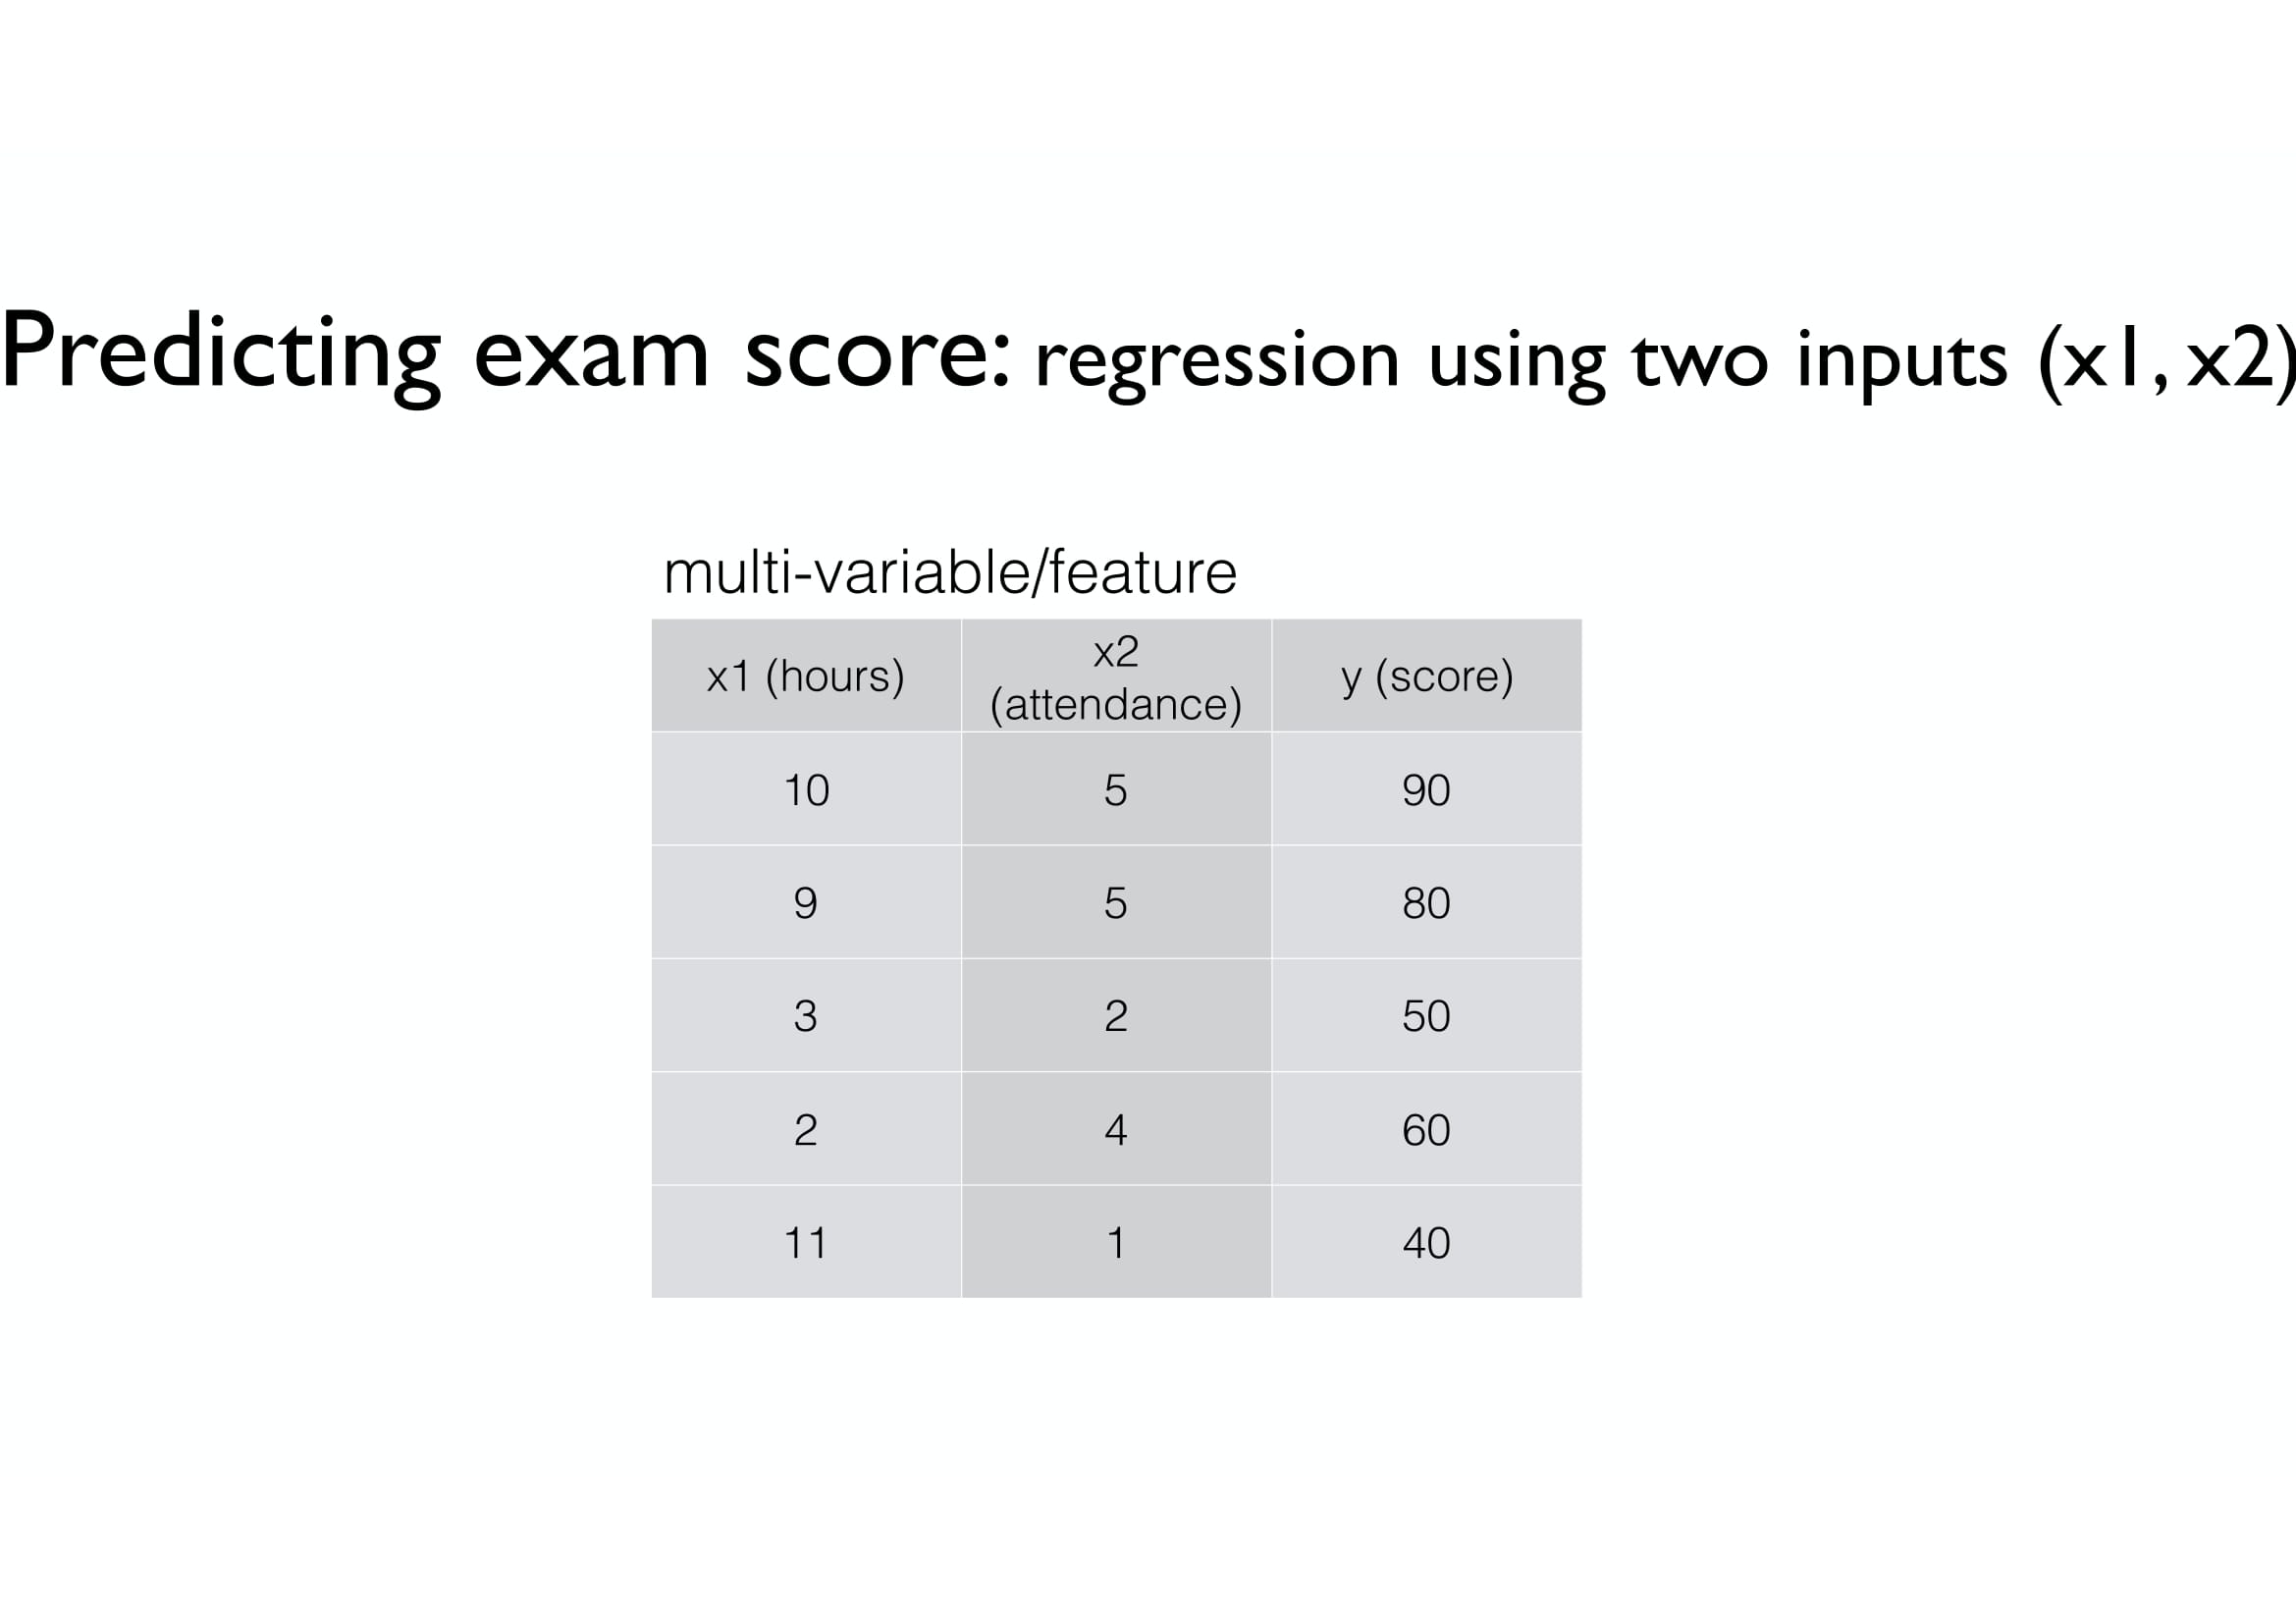 Predicting exam score: regression using two inputs (x1, x2)
multi-variable/feature
x1 (hours) x2 (attendance) y (score)
10 5 90
9 5 80
3 2 50
2 4 60
11 1 40